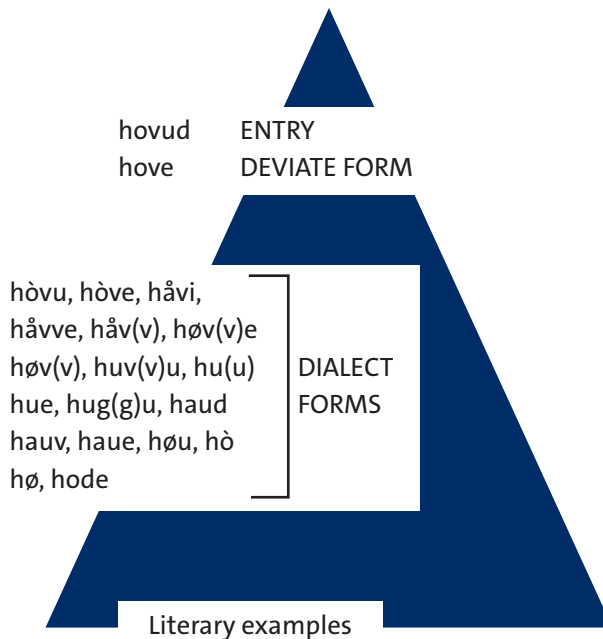 hovud ENTRY
hove DEVIATE FORM
hòvu, hòve, håvi,
håvve, håv(v), høv(v)e
høv(v), huv(v)u, hu(u)
hue, hug(g)u, haud
hauv, haue, høu, hò
hø, hode
DIALECT
FORMS
Literary examples